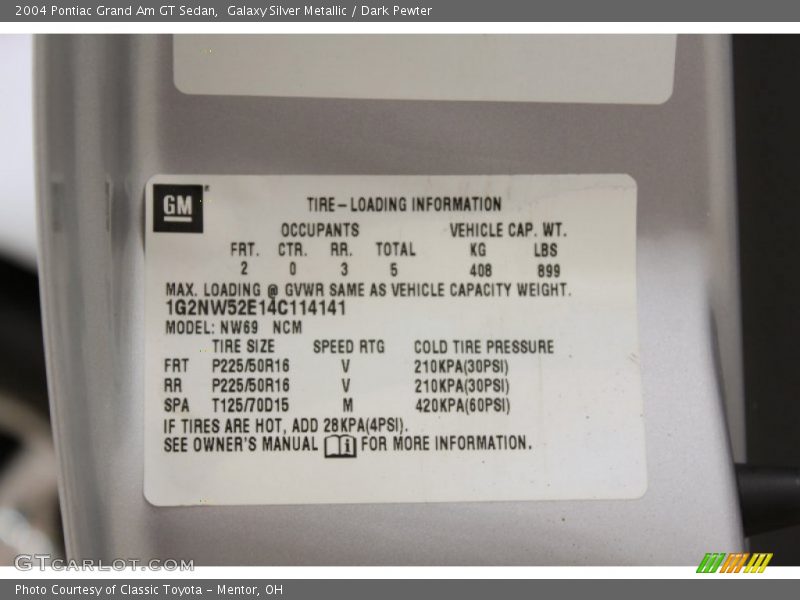 2004 Pontiac Grand Am GT Sedan,  Galaxy Silver Metallic / Dark Pewter
GM
TIRE-LOADING INFORMATION
OCCUPANTS VEHICLE CAP. WT.
FRT. CTR. RR. TOTAL KG LBS
2 0 3 5 408 899
MAX. LOADING @ GVWR SAME AS VEHICLE CAPACITY WEIGHT.
1G2NW52E14C114141
MODEL: NW69 NCM
TIRE SIZE SPEED RTG COLD TIRE PRESSURE
FRT P225/50R16 V 210KPA(30PSI)
RR P225/50R16 V 210KPA(30PSI)
SPA T125/70D15 M 420KPA(60PSI)
IF TIRES ARE HOT, ADD 28KPA(4PSI).
SEE OWNER'S MANUAL FOR MORE INFORMATION.
GTCARLOT.COM
Photo Courtesy of Classic Toyota - Mentor, OH